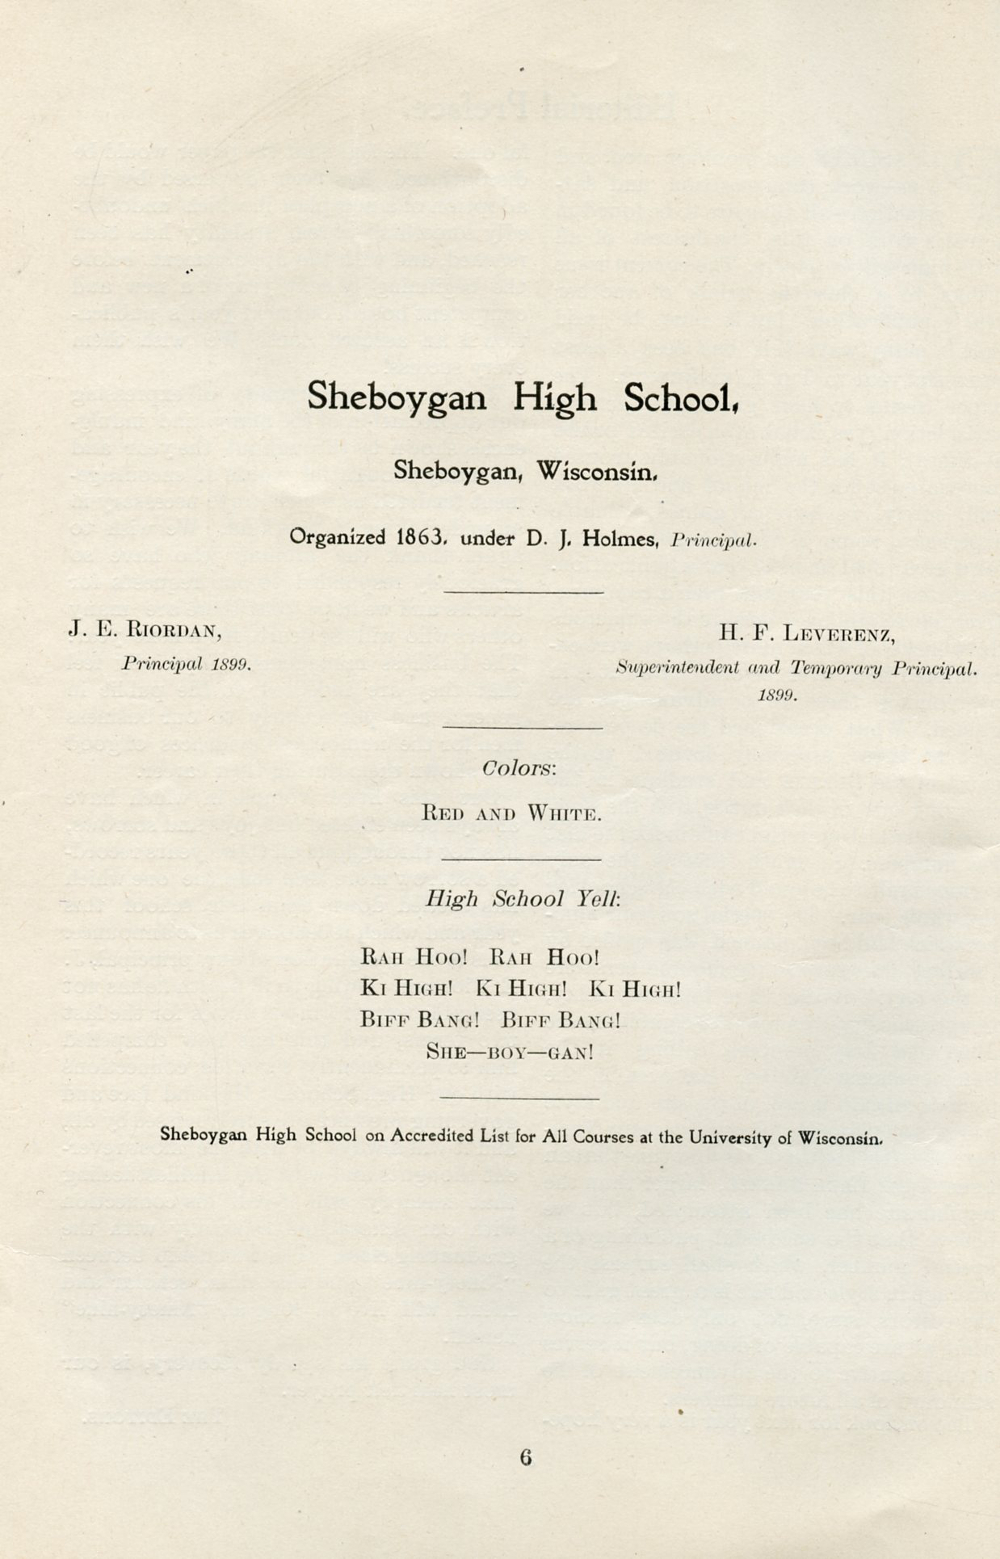 Sheboygan High School,
Sheboygan, Wisconsin.
Organized 1863, under D. J. Holmes, Principal.
J. E. Riordan,
Principal 1899.
H. F. Leverenz,
Superintendent and Temporary Principal.
1899.
Colors:
Red and White.
High School Yell:
Rah Hoo! Rah Hoo!
Ki High! Ki High! Ki High!
Biff Bang! Biff Bang!
She—boy—gan!
Sheboygan High School on Accredited List for All Courses at the University of Wisconsin.
6